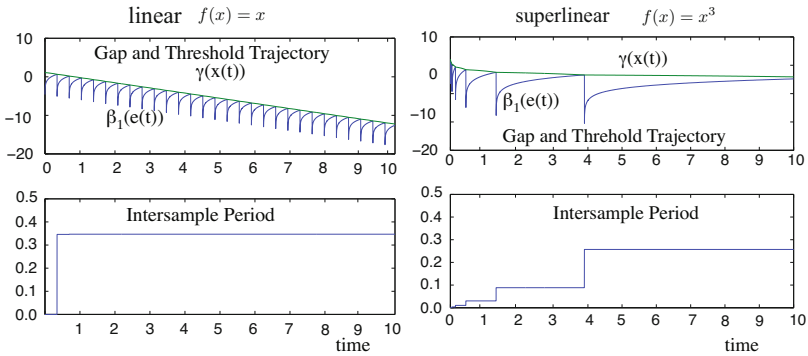 linear f(x) = x
superlinear f(x) = x³
Gap and Threshold Trajectory
γ(x(t))
β₁(e(t))
10
0
−10
−20
0 1 2 3 4 5 6 7 8 9 10
γ(x(t))
β₁(e(t))
Gap and Threhold Trajectory
10
0
−10
20
0 1 2 3 4 5 6 7 8 9 10
Intersample Period
0.5
0.4
0.3
0.2
0.1
0.0
1 2 3 4 5 6 7 8 9 10
time
Intersample Period
0.5
0.4
0.3
0.2
0.1
0.0
0 1 2 3 4 5 6 7 8 9 10
time